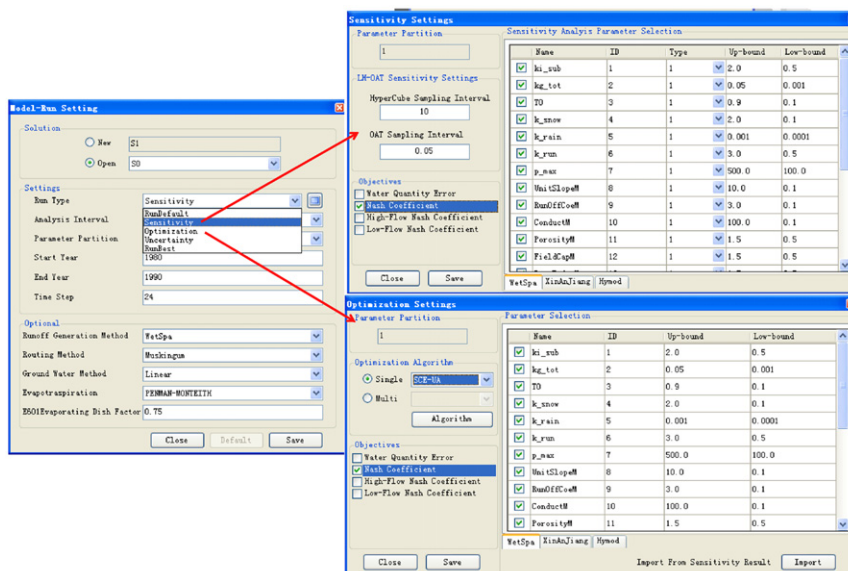 Model-Run Setting
Solution
New S1
Open S0
Settings
Run Type Sensitivity
RunDefault
Sensitivity
Optimization
Uncertainty
RunBest
Analysis Interval
Parameter Partition
Start Year 1980
End Year 1990
Time Step 24
Optional
Runoff Generation Method WetSpa
Routing Method Muskingum
Ground Water Method Linear
Evapotraspiration PENMAN-MONTEITH
E601Evaporating Dish Factor 0.75
Close Default Save
Sensitivity Settings
Parameter Partition
1
LH-OAT Sensitivity Settings
HyperCube Sampling Interval
10
OAT Sampling Interval
0.05
Objectives
Water Quantity Error
Nash Coefficient
High-Flow Nash Coefficient
Low-Flow Nash Coefficient
Close Save
Sensitivity Analyis Parameter Selection
Name ID Type Up-bound Low-bound
ki_sub 1 1 2.0 0.5
kg_tot 2 1 0.05 0.001
T0 3 1 0.9 0.1
k_snow 4 1 2.0 0.1
k_rain 5 1 0.001 0.0001
k_run 6 1 3.0 0.5
p_max 7 1 500.0 100.0
UnitSlopeM 8 1 10.0 0.1
RunOffCoeM 9 1 3.0 0.1
ConductM 10 1 100.0 0.1
PorosityM 11 1 1.5 0.5
FieldCapM 12 1 1.5 0.5
WetSpa XinAnJiang Hymod
Optimization Settings
Parameter Partition
1
Optimization Algorithm
Single SCE-UA
Multi
Algorithm
Objectives
Water Quantity Error
Nash Coefficient
High-Flow Nash Coefficient
Low-Flow Nash Coefficient
Close Save
Parameter Selection
Name ID Up-bound Low-bound
ki_sub 1 2.0 0.5
kg_tot 2 0.05 0.001
T0 3 0.9 0.1
k_snow 4 2.0 0.1
k_rain 5 0.001 0.0001
k_run 6 3.0 0.5
p_max 7 500.0 100.0
UnitSlopeM 8 10.0 0.1
RunOffCoeM 9 3.0 0.1
ConductM 10 100.0 0.1
PorosityM 11 1.5 0.5
WetSpa XinAnJiang Hymod
Import From Sensitivity Result Import